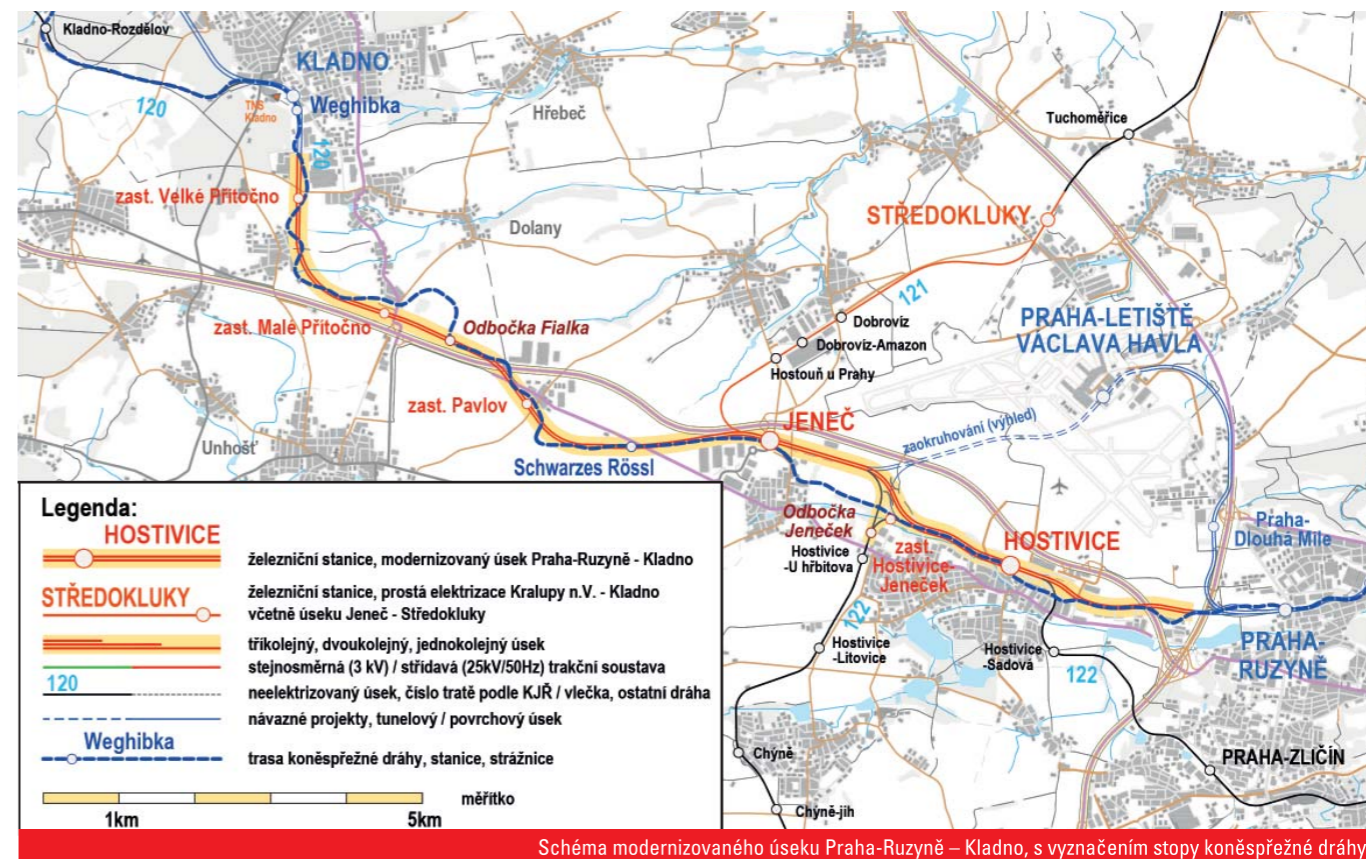 Kladno-Rozdělov
KLADNO
120
TNS
Kladno
Weghibka
120
Hřebeč
Tuchoměřice
zast. Velké Přítočno
Dolany
STŘEDOKLUKY
121
zast. Malé Přítočno
Odbočka Fialka
Dobrovíz
Dobrovíz-Amazon
Hostouň u Prahy
PRAHA-LETIŠTĚ
VÁCLAVA HAVLA
zast. Pavlov
JENEČ
zaokruhování (výhled)
Unhošť
Schwarzes Rössl
Odbočka
Jeneček
Hostivice
-U hřbitova
zast.
Hostivice-
Jeneček
HOSTIVICE
Praha-
Dlouhá Míle
122
Hostivice
-Litovice
Hostivice
-Sadová
122
PRAHA-
RUZYNĚ
Chýně
PRAHA-ZLIČÍN
Chýně-jih
Legenda:
HOSTIVICE
železniční stanice, modernizovaný úsek Praha-Ruzyně - Kladno
STŘEDOKLUKY
železniční stanice, prostá elektrizace Kralupy n.V. - Kladno
včetně úseku Jeneč - Středokluky
tříkolejný, dvoukolejný, jednokolejný úsek
stejnosměrná (3 kV) / střídavá (25kV/50Hz) trakční soustava
120
neelektrizovaný úsek, číslo tratě podle KJŘ / vlečka, ostatní dráha
návazné projekty, tunelový / povrchový úsek
Weghibka
trasa koněspřežné dráhy, stanice, strážnice
měřítko
1km
5km
Schéma modernizovaného úseku Praha-Ruzyně – Kladno, s vyznačením stopy koněspřežné dráhy